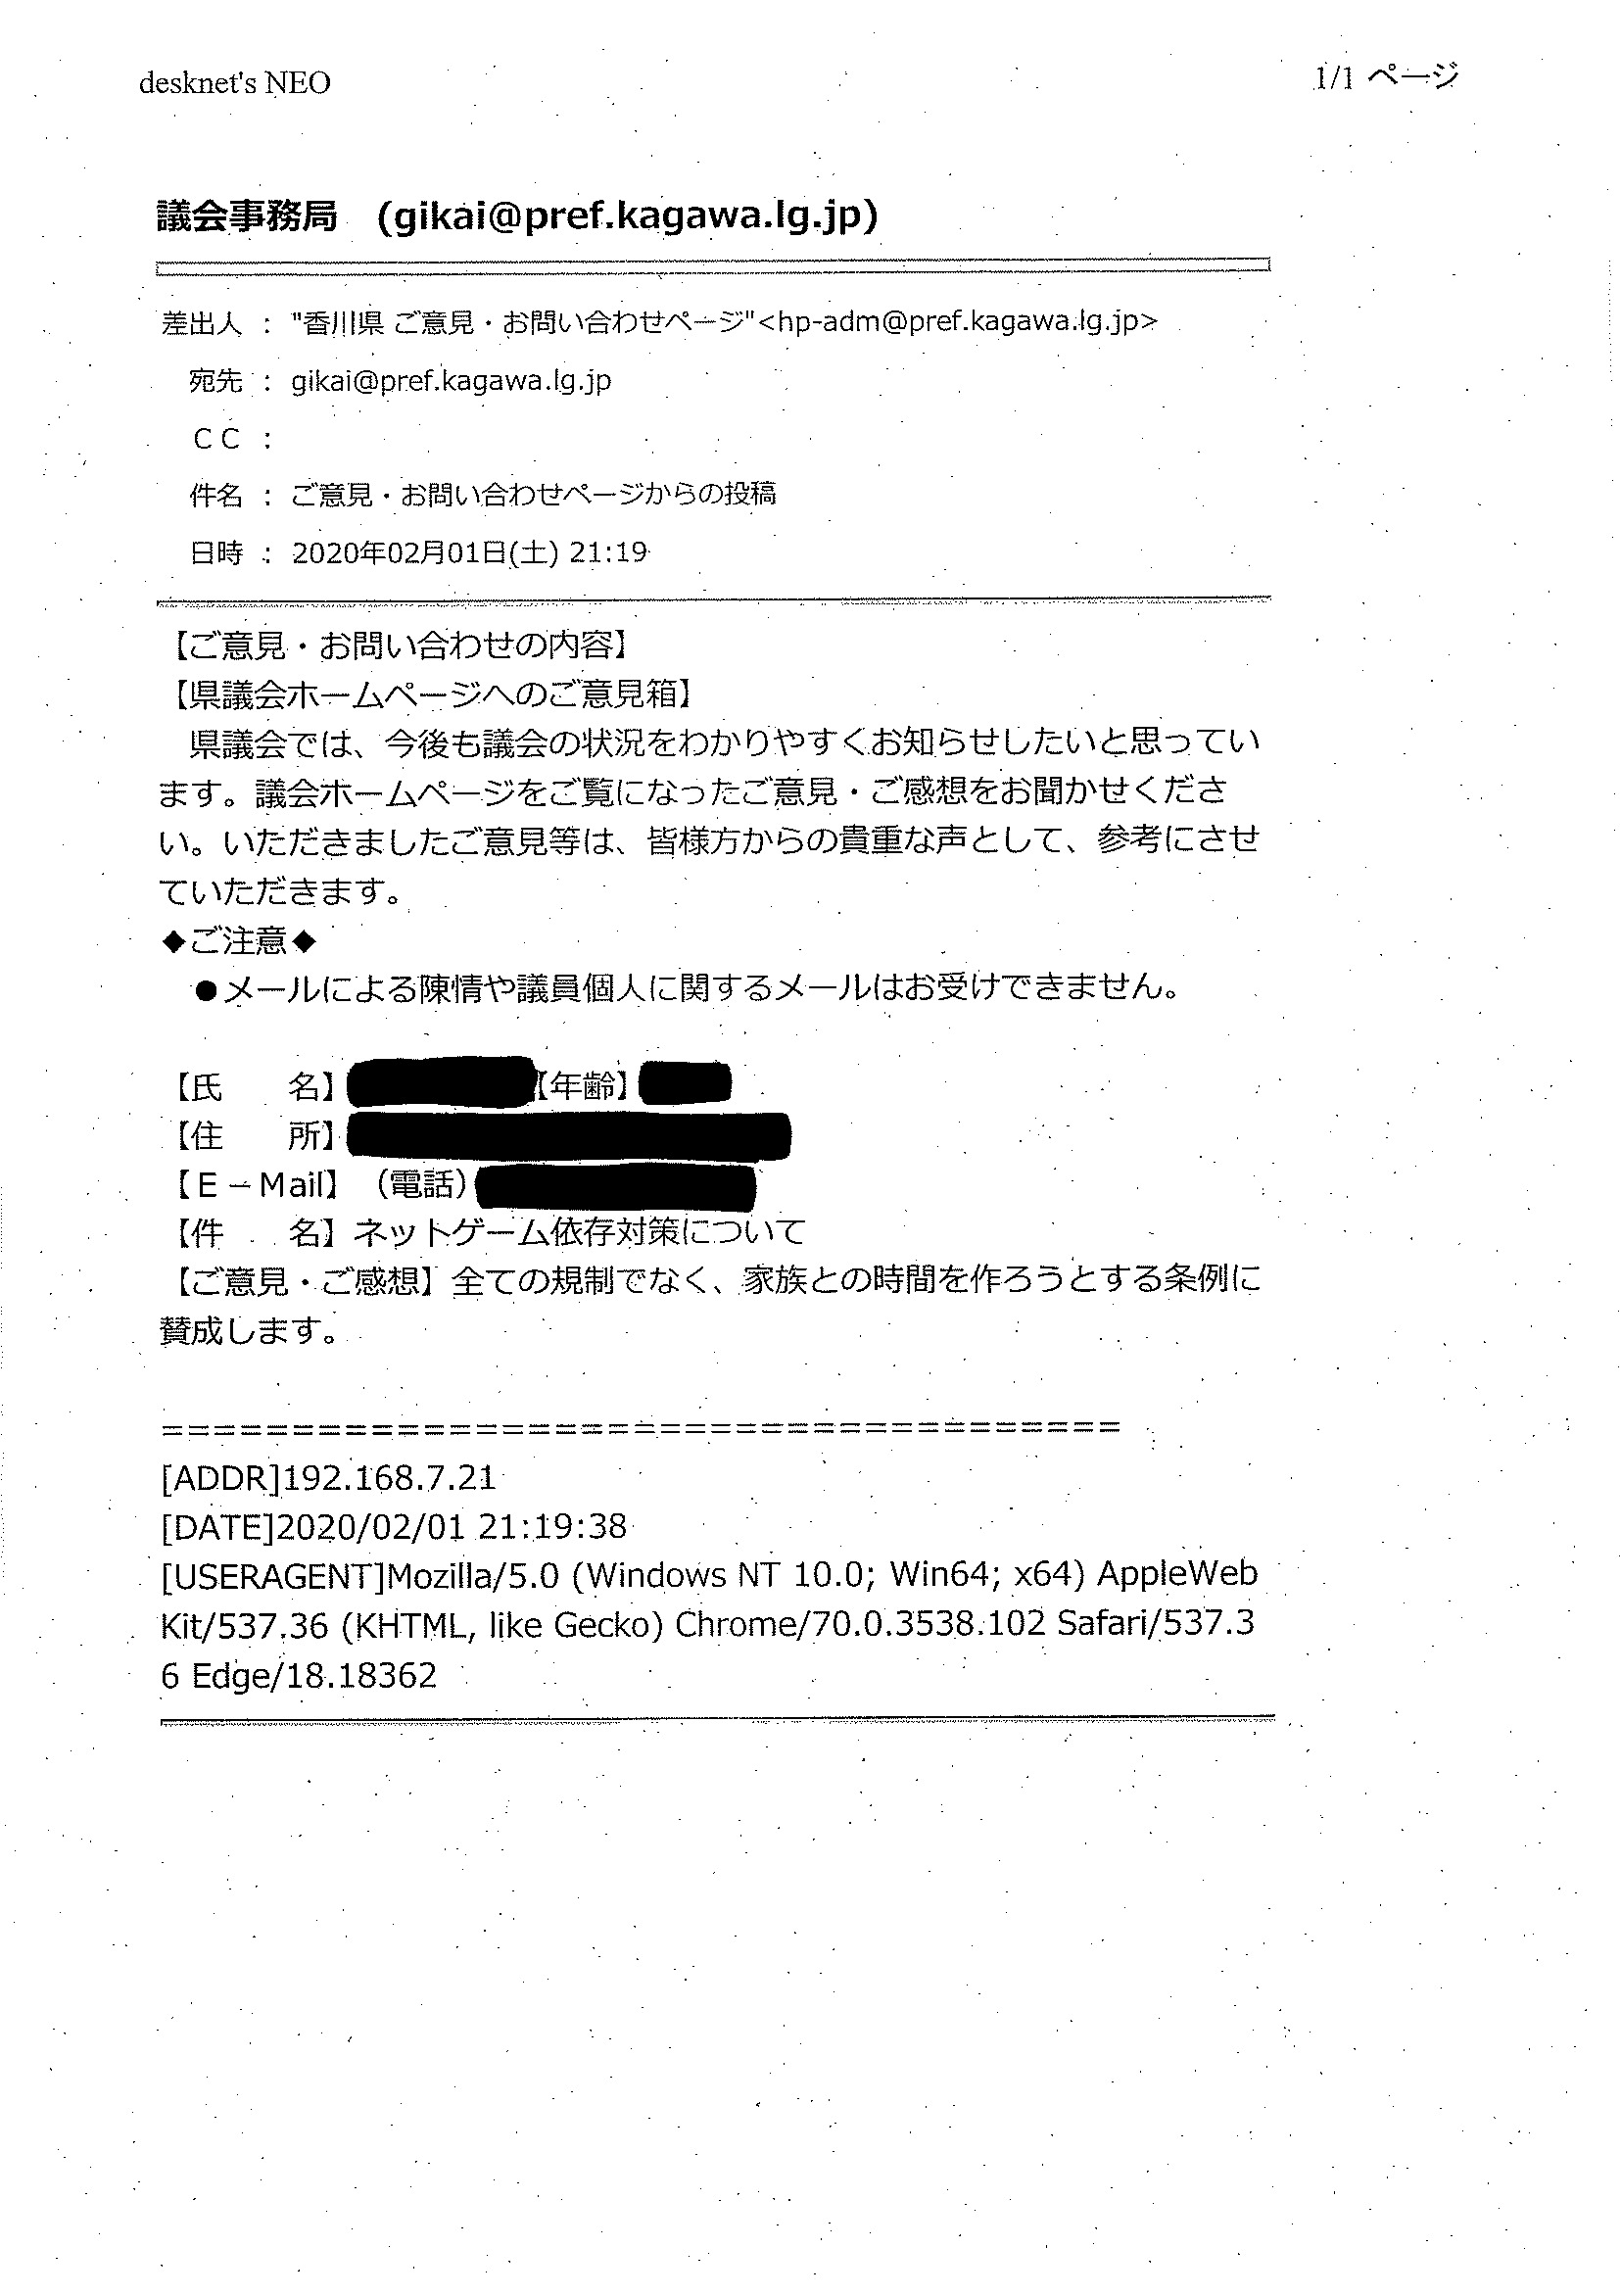 desknet's NEO
1/1 ページ
議会事務局　(gikai@pref.kagawa.lg.jp)
差出人 ： "香川県 ご意見・お問い合わせページ"<hp-adm@pref.kagawa.lg.jp>
宛先 ： gikai@pref.kagawa.lg.jp
ＣＣ ：
件名 ： ご意見・お問い合わせページからの投稿
日時 ： 2020年02月01日(土) 21:19
【ご意見・お問い合わせの内容】
【県議会ホームページへのご意見箱】
　県議会では、今後も議会の状況をわかりやすくお知らせしたいと思ってい
ます。議会ホームページをご覧になったご意見・ご感想をお聞かせくださ
い。いただきましたご意見等は、皆様方からの貴重な声として、参考にさせ
ていただきます。
◆ご注意◆
　●メールによる陳情や議員個人に関するメールはお受けできません。
【氏　　名】【年齢】
【住　　所】
【Ｅ－Mail】（電話）
【件　　名】ネットゲーム依存対策について
【ご意見・ご感想】全ての規制でなく、家族との時間を作ろうとする条例に
賛成します。
=====================================
[ADDR]192.168.7.21
[DATE]2020/02/01 21:19:38
[USERAGENT]Mozilla/5.0 (Windows NT 10.0; Win64; x64) AppleWeb
Kit/537.36 (KHTML, like Gecko) Chrome/70.0.3538.102 Safari/537.3
6 Edge/18.18362